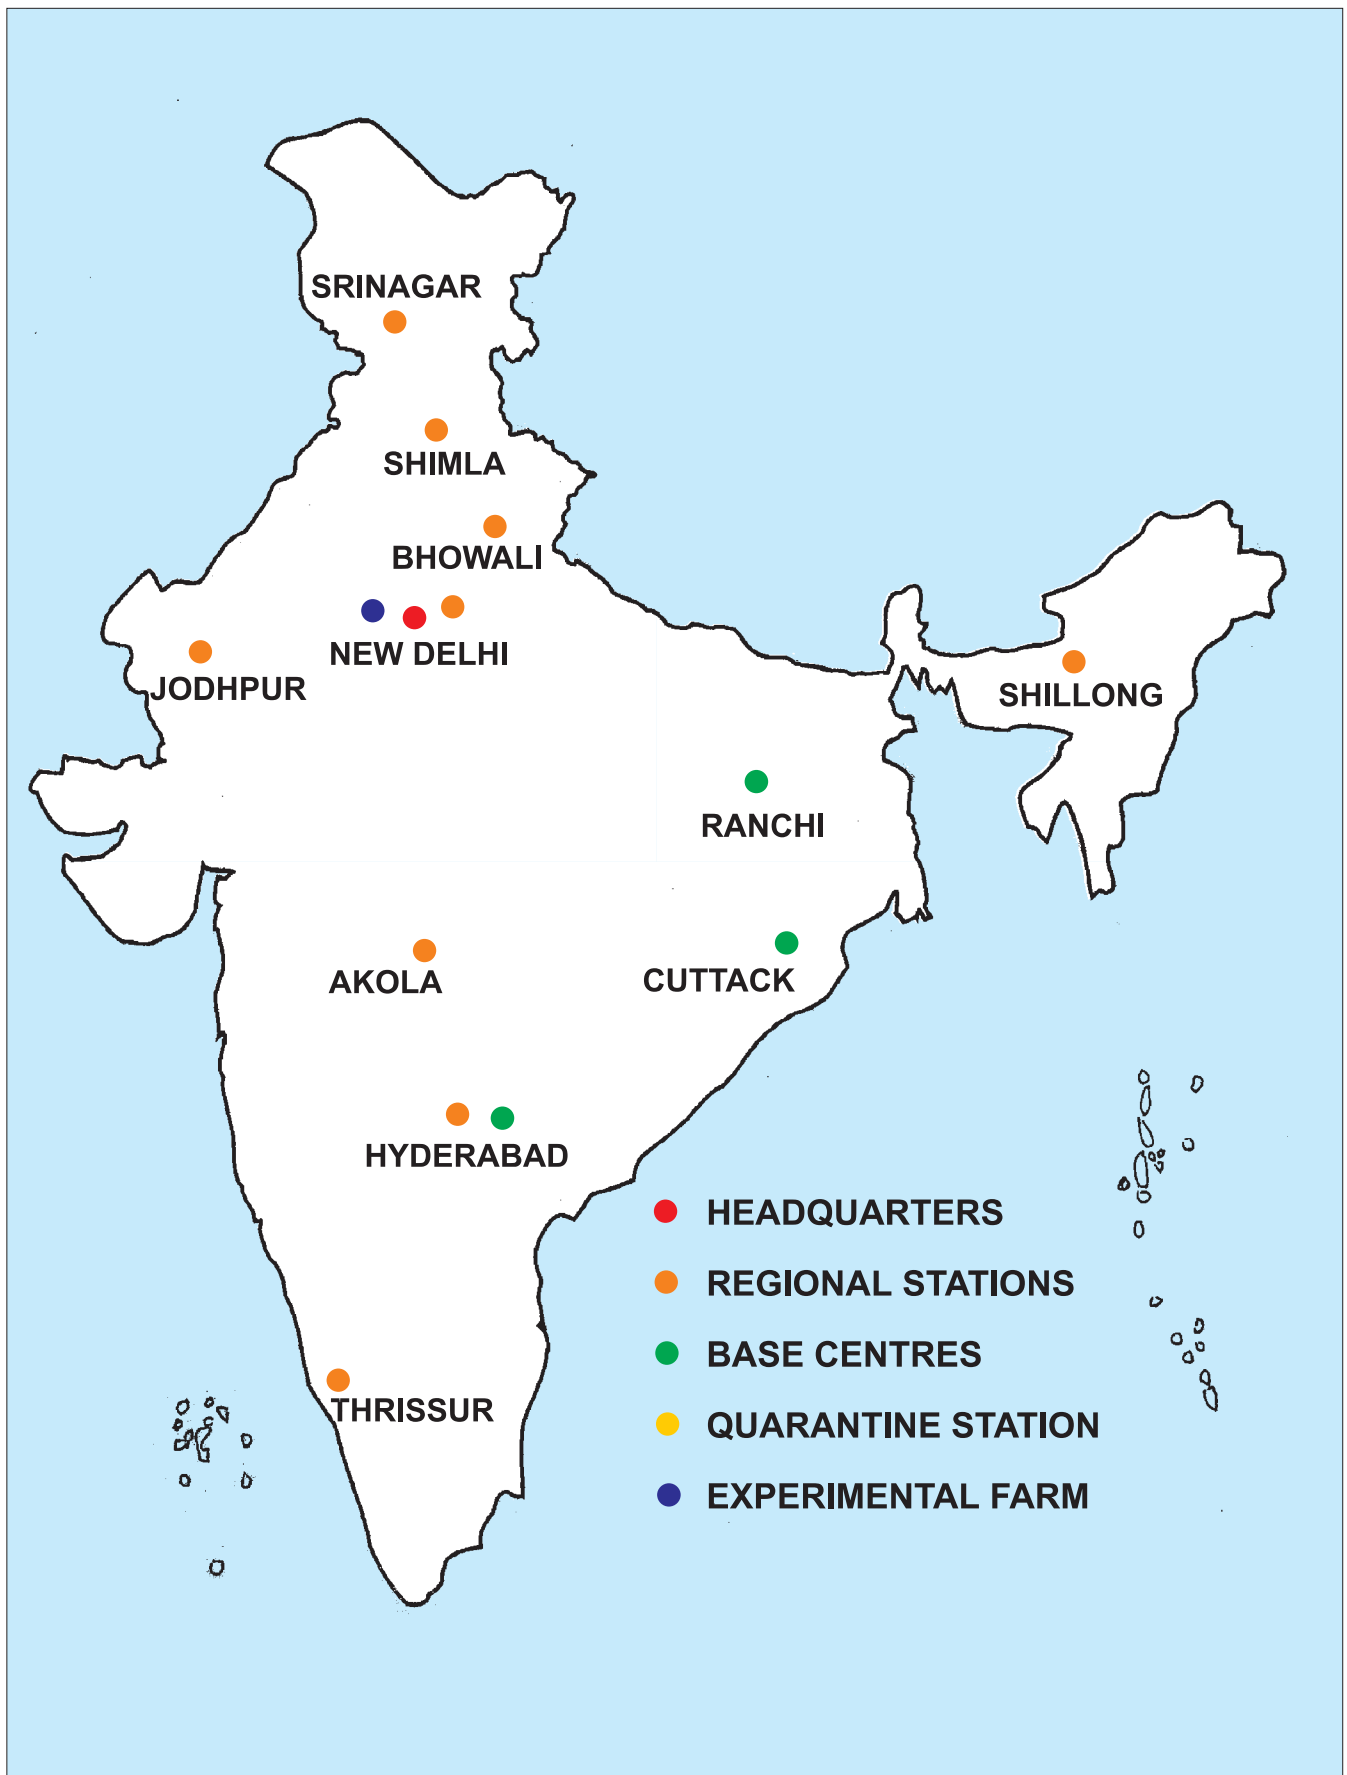 SRINAGAR
SHIMLA
BHOWALI
NEW DELHI
JODHPUR
SHILLONG
RANCHI
AKOLA
CUTTACK
HYDERABAD
HEADQUARTERS
REGIONAL STATIONS
BASE CENTRES
THRISSUR
QUARANTINE STATION
EXPERIMENTAL FARM